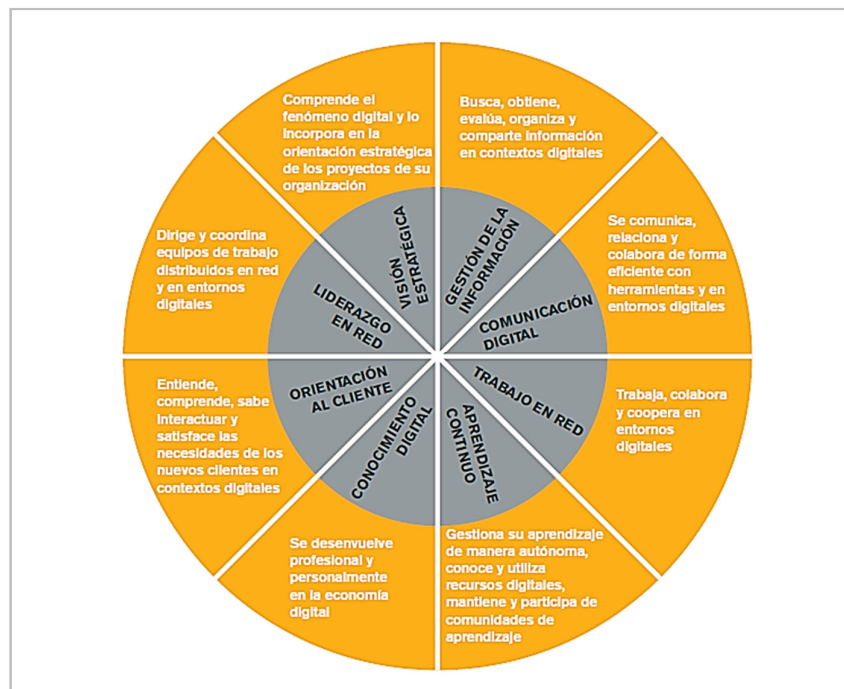 Comprende el
fenómeno digital y lo
incorpora en la
orientación estratégica
de los proyectos de su
organización
VISIÓN
ESTRATÉGICA
Busca, obtiene,
evalúa, organiza y
comparte información
en contextos digitales
GESTIÓN DE LA
INFORMACIÓN
Se comunica,
relaciona y
colabora de forma
eficiente con
herramientas y en
entornos digitales
COMUNICACIÓN
DIGITAL
Trabaja, colabora
y coopera en
entornos
digitales
TRABAJO EN RED
Gestiona su aprendizaje
de manera autónoma,
conoce y utiliza
recursos digitales,
mantiene y participa de
comunidades de
aprendizaje
APRENDIZAJE
CONTINUO
Se desenvuelve
profesional y
personalmente
en la economía
digital
CONOCIMIENTO
DIGITAL
Entiende,
comprende, sabe
interactuar y
satisface las
necesidades de los
nuevos clientes en
contextos digitales
ORIENTACIÓN
AL CLIENTE
Dirige y coordina
equipos de trabajo
distribuidos en red
y en entornos
digitales
LIDERAZGO
EN RED